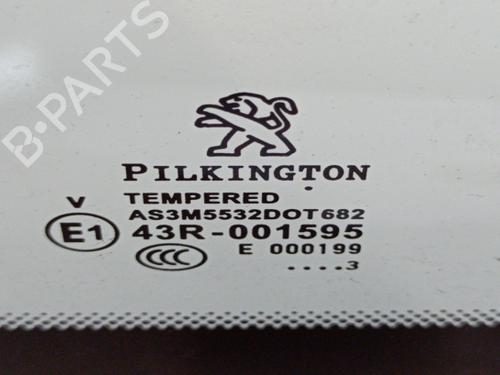 B-PARTS
PILKINGTON
V TEMPERED
AS3M5532DOT682
E1 43R-001595
CCC E 000199
....3